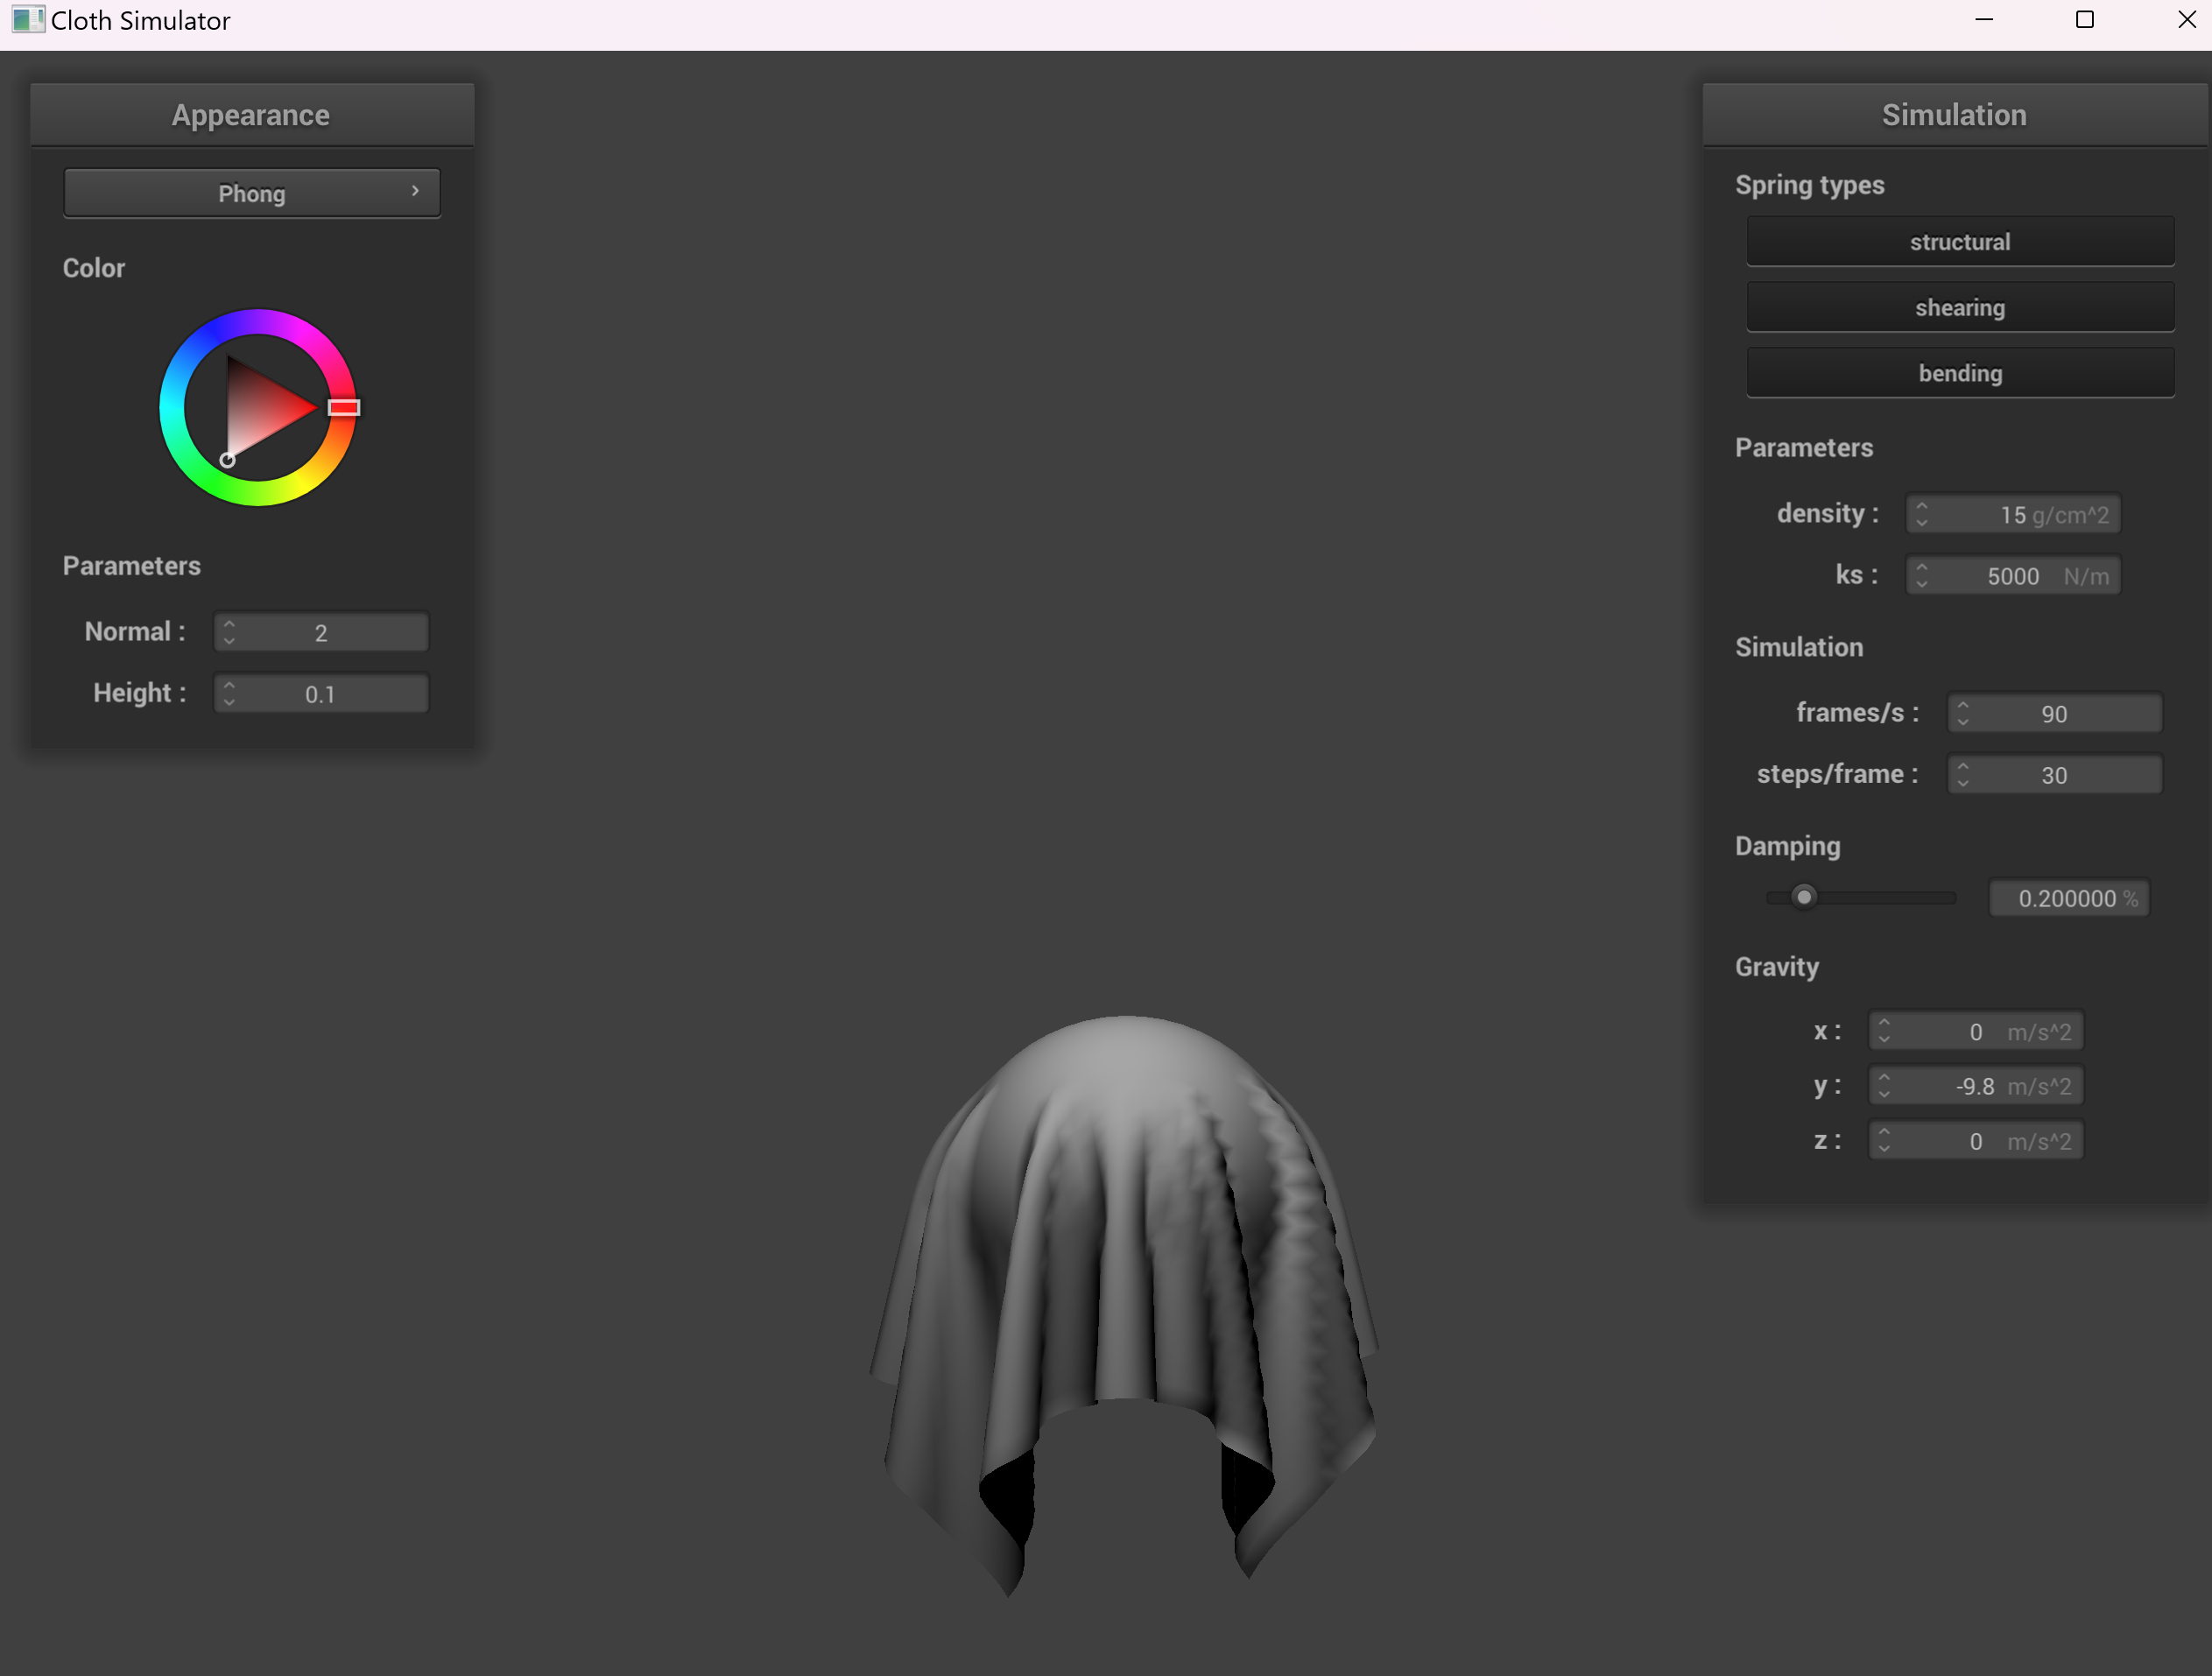 Cloth Simulator
Appearance
Phong
Color
Parameters
Normal : 2
Height : 0.1
Simulation
Spring types
structural
shearing
bending
Parameters
density : 15 g/cm^2
ks : 5000 N/m
Simulation
frames/s : 90
steps/frame : 30
Damping
0.200000 %
Gravity
x : 0 m/s^2
y : -9.8 m/s^2
z : 0 m/s^2